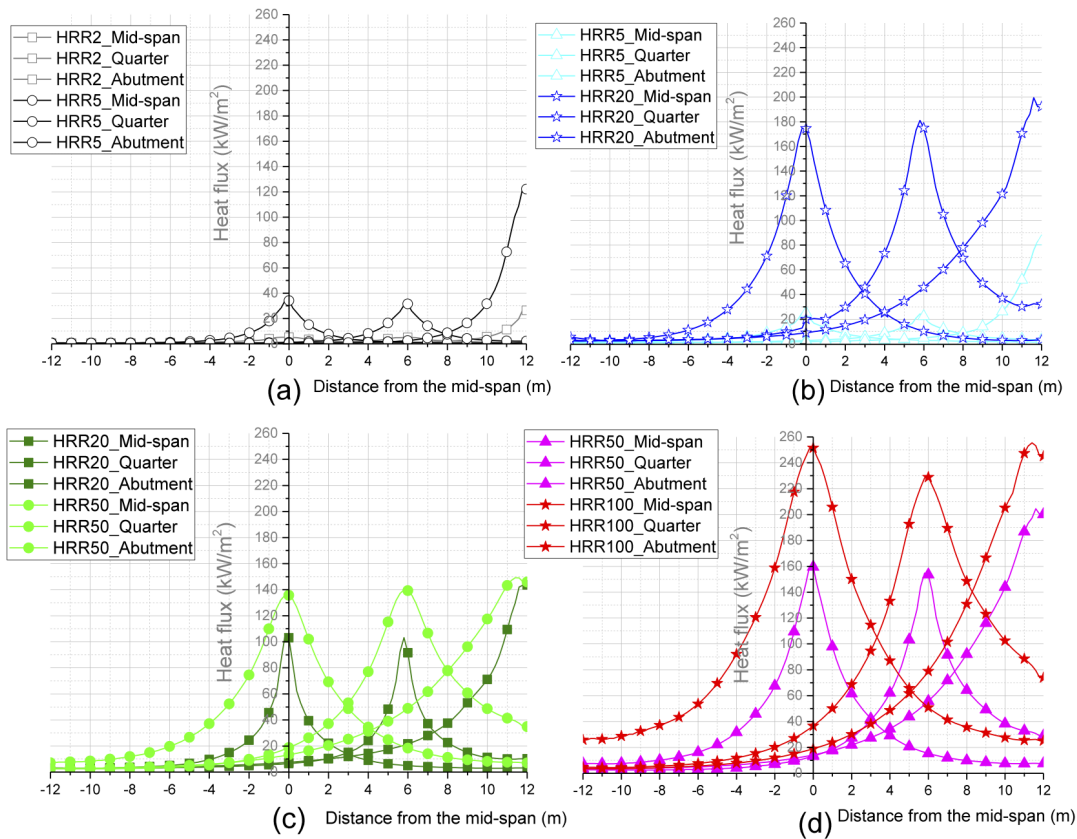 HRR2_Mid-span
HRR2_Quarter
HRR2_Abutment
HRR5_Mid-span
HRR5_Quarter
HRR5_Abutment
260
240
220
200
180
160
140
120
100
80
60
40
20
0
Heat flux (kW/m²)
-12 -10 -8 -6 -4 -2 0 2 4 6 8 10 12
(a) Distance from the mid-span (m)
HRR5_Mid-span
HRR5_Quarter
HRR5_Abutment
HRR20_Mid-span
HRR20_Quarter
HRR20_Abutment
260
240
220
200
180
160
140
120
100
80
60
40
20
0
Heat flux (kW/m²)
-12 -10 -8 -6 -4 -2 0 2 4 6 8 10 12
(b) Distance from the mid-span (m)
HRR20_Mid-span
HRR20_Quarter
HRR20_Abutment
HRR50_Mid-span
HRR50_Quarter
HRR50_Abutment
260
240
220
200
180
160
140
120
100
80
60
40
20
0
Heat flux (kW/m²)
-12 -10 -8 -6 -4 -2 0 2 4 6 8 10 12
(c) Distance from the mid-span (m)
HRR50_Mid-span
HRR50_Quarter
HRR50_Abutment
HRR100_Mid-span
HRR100_Quarter
HRR100_Abutment
260
240
220
200
180
160
140
120
100
80
60
40
20
0
Heat flux (kW/m²)
-12 -10 -8 -6 -4 -2 0 2 4 6 8 10 12
(d) Distance from the mid-span (m)